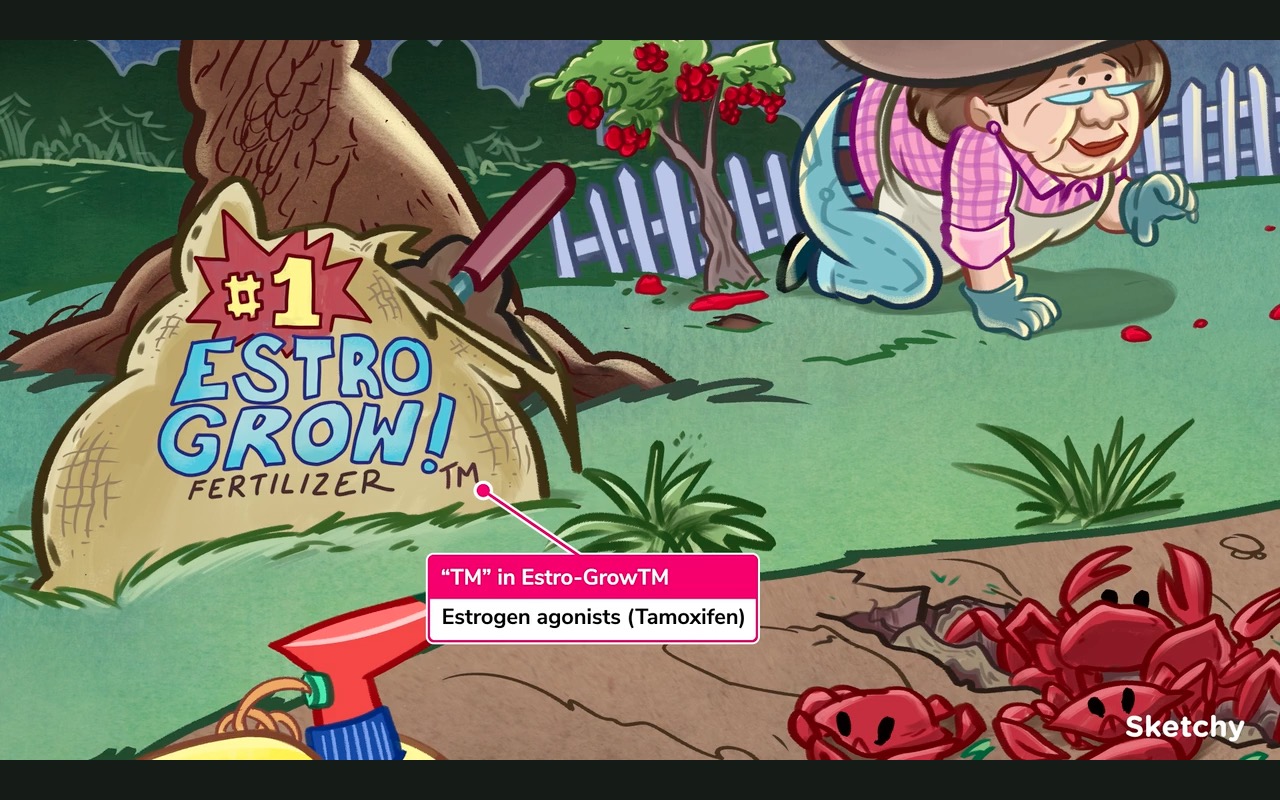 #1
ESTRO
GROW!
FERTILIZER TM
“TM” in Estro-GrowTM
Estrogen agonists (Tamoxifen)
Sketchy